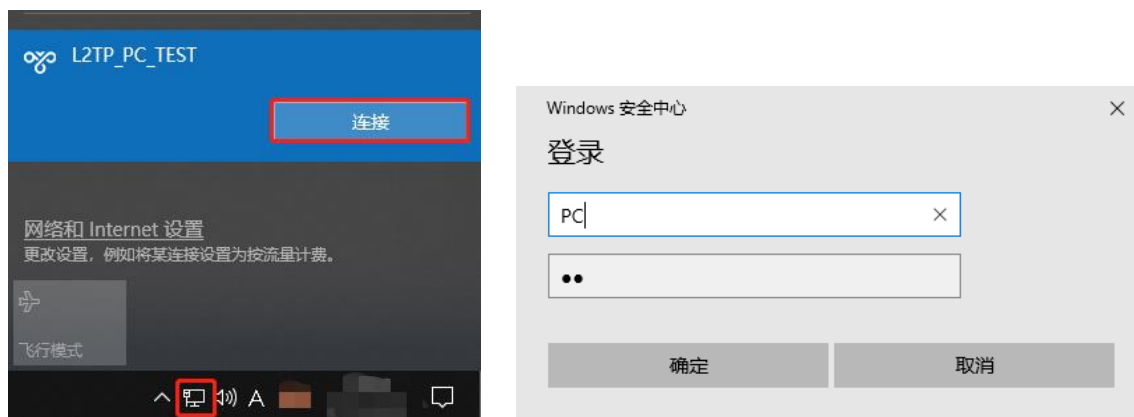 L2TP_PC_TEST
连接
网络和 Internet 设置
更改设置，例如将某连接设置为按流量计费。
飞行模式
A
Windows 安全中心
登录
PC
••
确定
取消